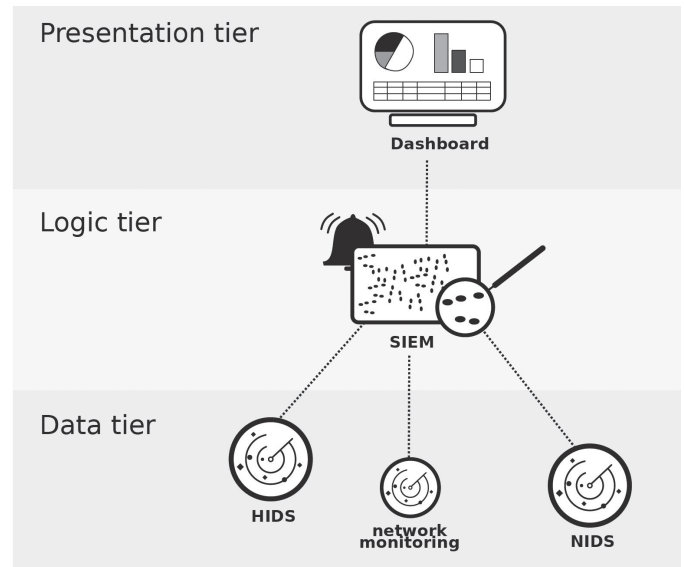 Presentation tier
Dashboard
Logic tier
SIEM
Data tier
HIDS
network
monitoring
NIDS